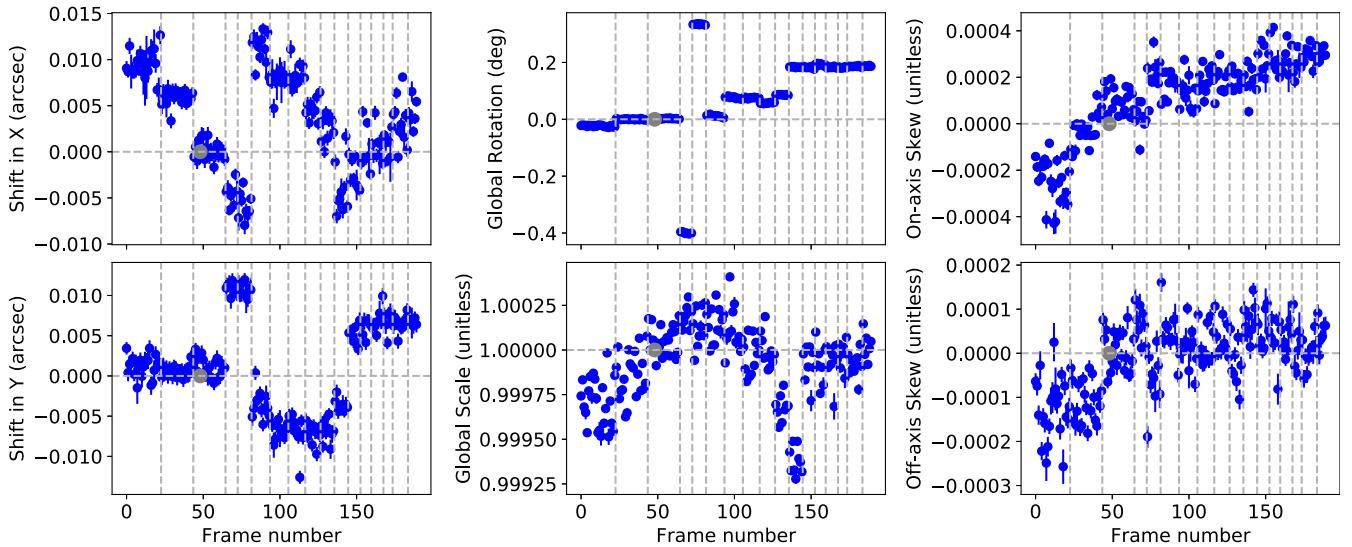 Shift in X (arcsec)
0.015
0.010
0.005
0.000
−0.005
−0.010
Global Rotation (deg)
0.2
0.0
−0.2
−0.4
On-axis Skew (unitless)
0.0004
0.0002
0.0000
−0.0002
−0.0004
Shift in Y (arcsec)
0.010
0.005
0.000
−0.005
−0.010
0 50 100 150
Frame number
Global Scale (unitless)
1.00025
1.00000
0.99975
0.99950
0.99925
0 50 100 150
Frame number
Off-axis Skew (unitless)
0.0002
0.0001
0.0000
−0.0001
−0.0002
−0.0003
0 50 100 150
Frame number